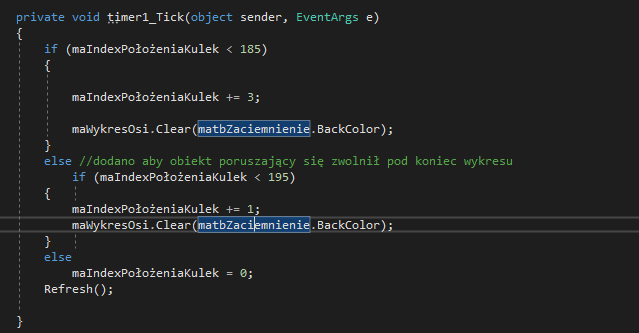 private void timer1_Tick(object sender, EventArgs e)
{
if (maIndexPołożeniaKulek < 185)
{
maIndexPołożeniaKulek += 3;
maWykresOsi.Clear(matbZaciemnienie.BackColor);
}
else //dodano aby obiekt poruszający się zwolnił pod koniec wykresu
if (maIndexPołożeniaKulek < 195)
{
maIndexPołożeniaKulek += 1;
maWykresOsi.Clear(matbZaciemnienie.BackColor);
}
else
maIndexPołożeniaKulek = 0;
Refresh();
}